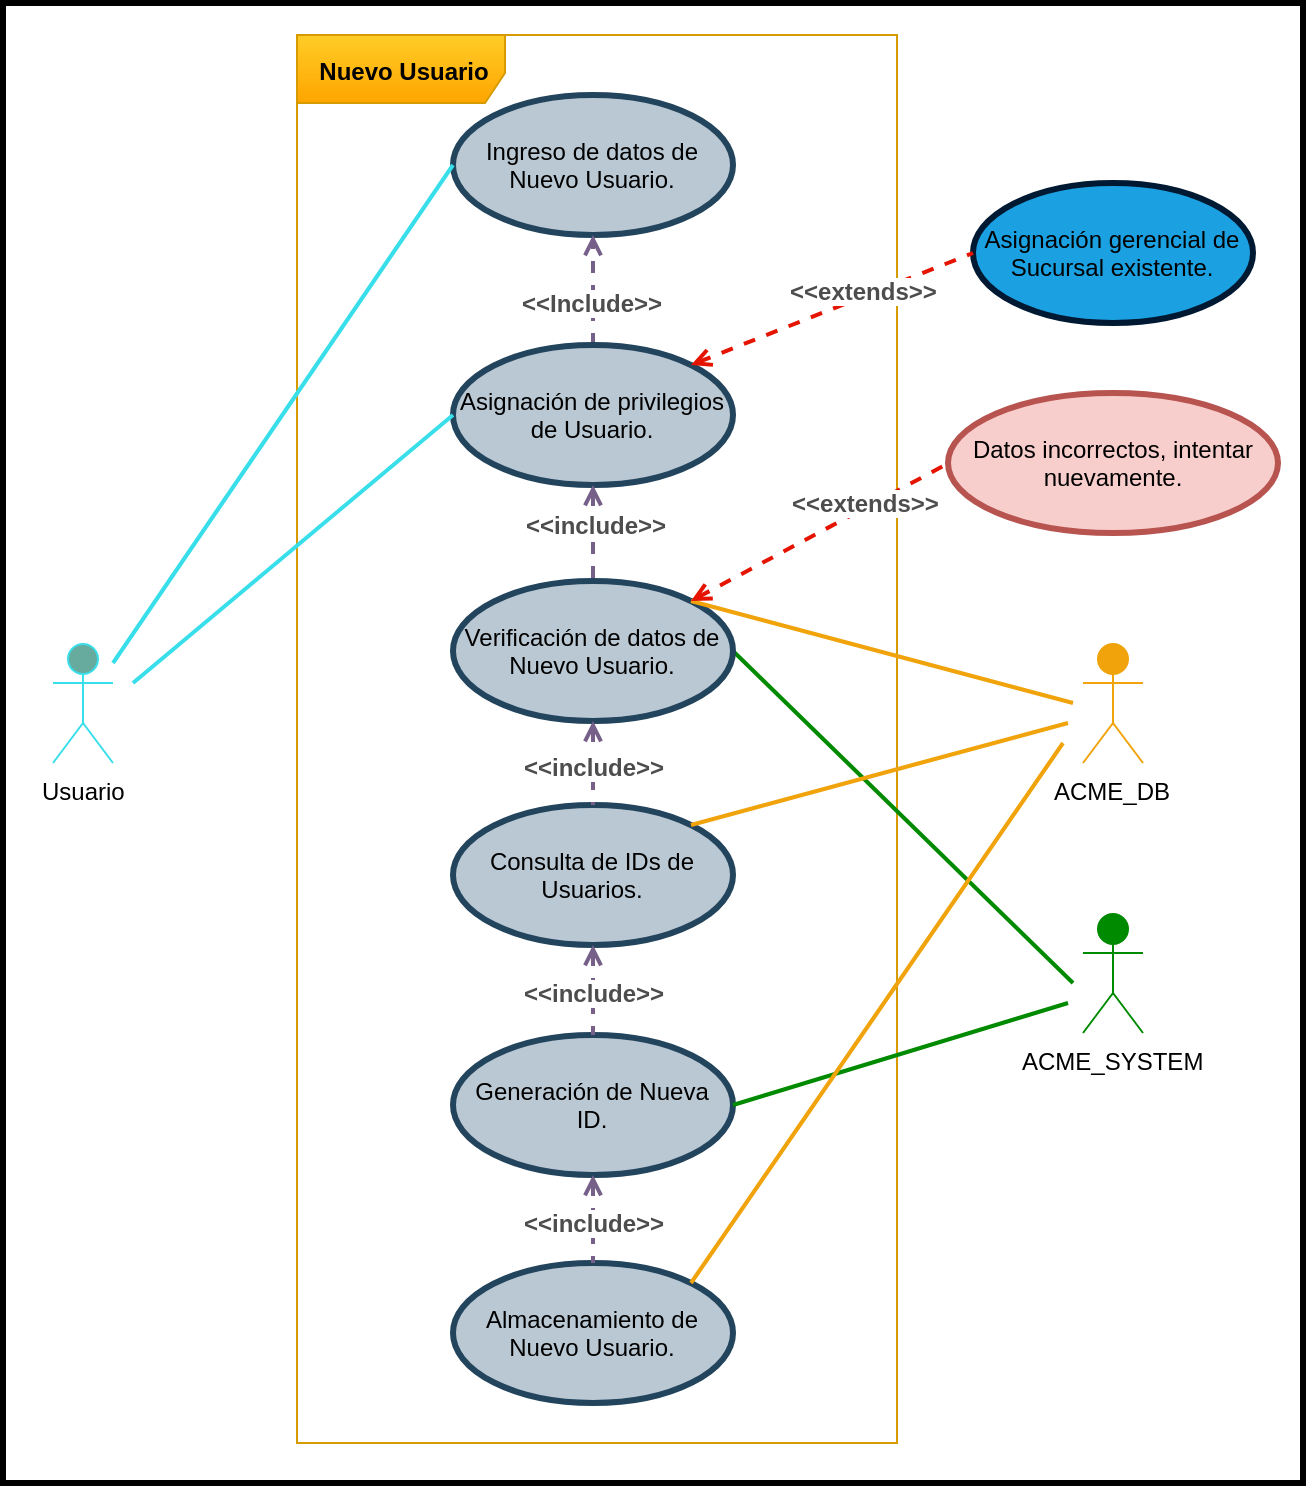 Nuevo Usuario
Ingreso de datos de
Nuevo Usuario.
Asignación gerencial de
Sucursal existente.
<<extends>>
<<Include>>
Asignación de privilegios
de Usuario.
Datos incorrectos, intentar
nuevamente.
<<extends>>
<<include>>
Verificación de datos de
Nuevo Usuario.
<<include>>
Usuario
ACME_DB
Consulta de IDs de
Usuarios.
<<include>>
ACME_SYSTEM
Generación de Nueva
ID.
<<include>>
Almacenamiento de
Nuevo Usuario.